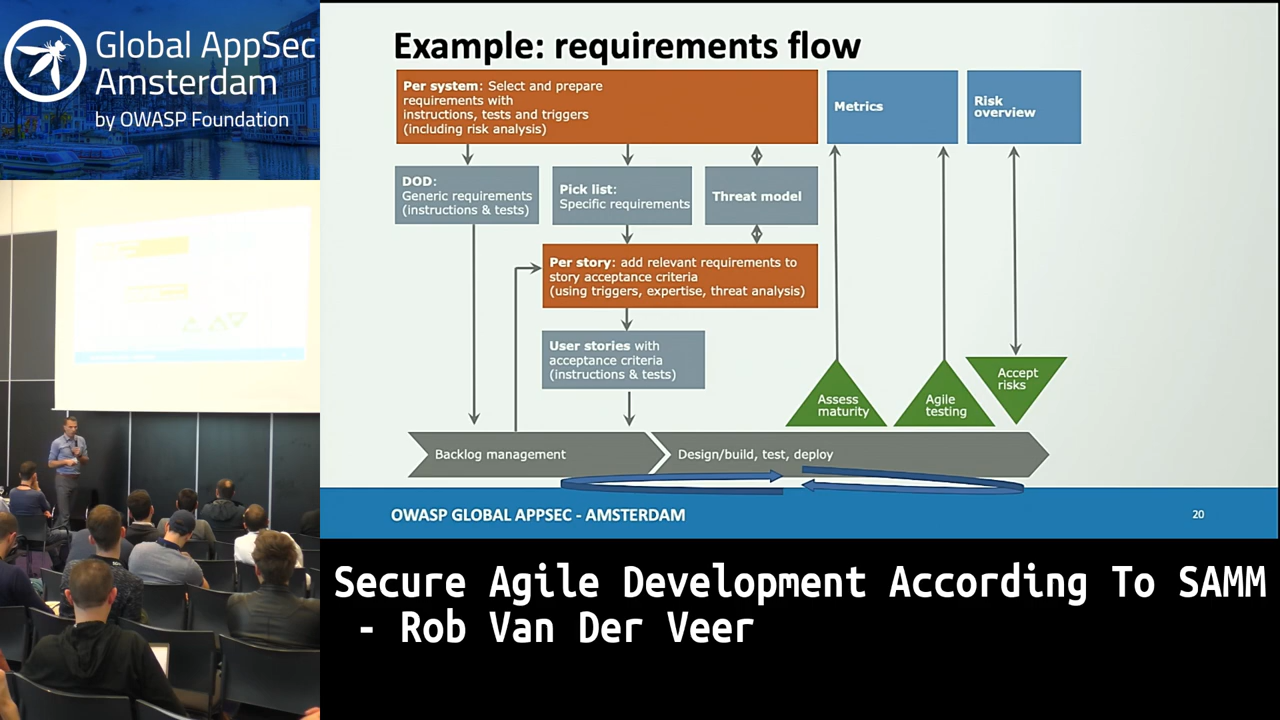 Global AppSec
Amsterdam
by OWASP Foundation
Example: requirements flow
Per system: Select and prepare
requirements with
instructions, tests and triggers
(including risk analysis)
Metrics
Risk
overview
DOD:
Generic requirements
(instructions & tests)
Pick list:
Specific requirements
Threat model
Per story: add relevant requirements to
story acceptance criteria
(using triggers, expertise, threat analysis)
User stories with
acceptance criteria
(instructions & tests)
Assess
maturity
Agile
testing
Accept
risks
Backlog management
Design/build, test, deploy
OWASP GLOBAL APPSEC - AMSTERDAM
20
Secure Agile Development According To SAMM
- Rob Van Der Veer